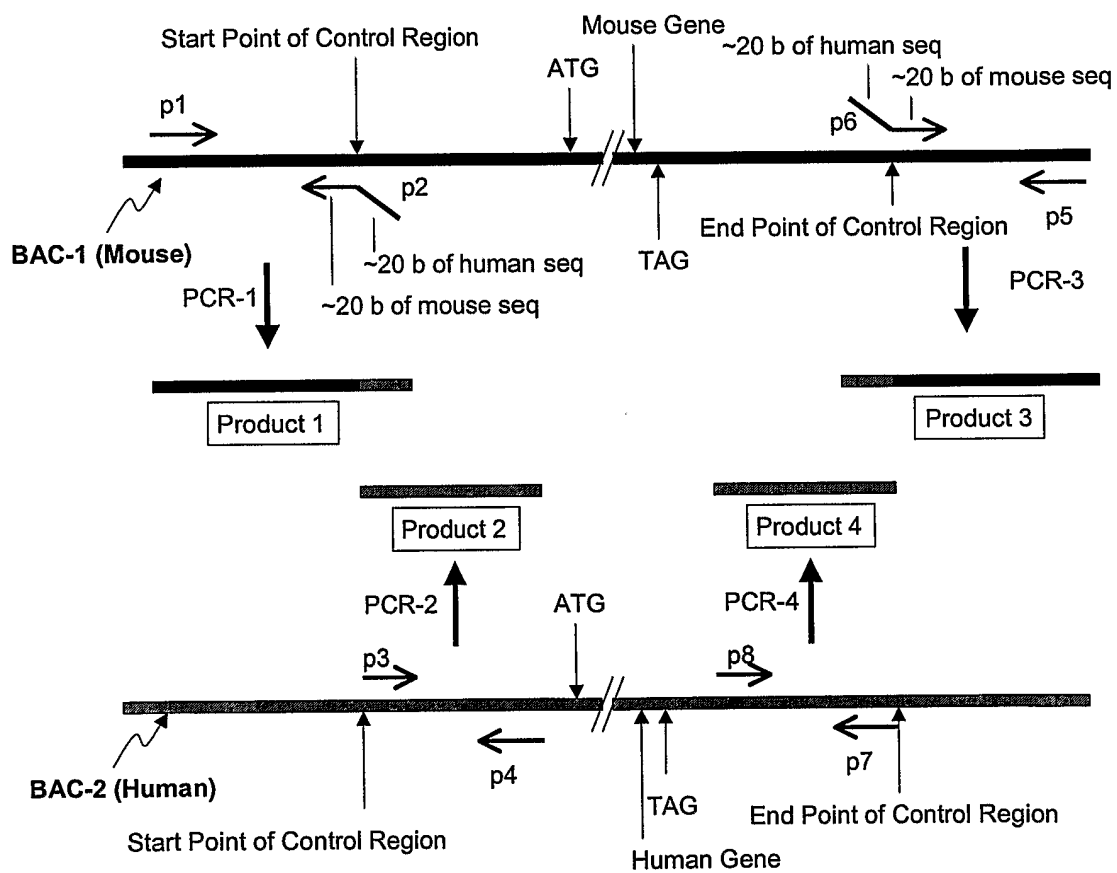 Mouse Gene
Start Point of Control Region
~20 b of human seq
~20 b of mouse seq
ATG
p1
p6
p2
BAC-1 (Mouse)
End Point of Control Region
p5
TAG
~20 b of human seq
~20 b of mouse seq
PCR-1
PCR-3
Product 1
Product 3
Product 2
Product 4
PCR-2
ATG
PCR-4
p3
p8
p4
p7
BAC-2 (Human)
TAG
Start Point of Control Region
End Point of Control Region
Human Gene